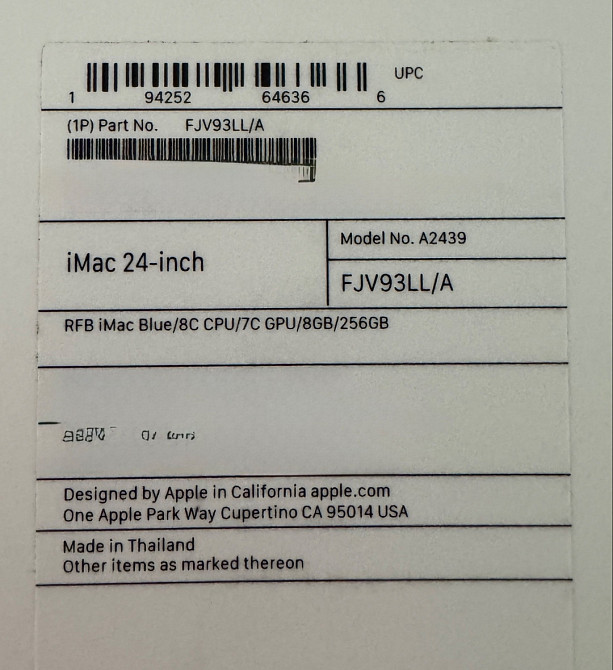 1 94252 64636 6 UPC
(1P) Part No. FJV93LL/A
iMac 24-inch
Model No. A2439
FJV93LL/A
RFB iMac Blue/8C CPU/7C GPU/8GB/256GB
Designed by Apple in California apple.com
One Apple Park Way Cupertino CA 95014 USA
Made in Thailand
Other items as marked thereon